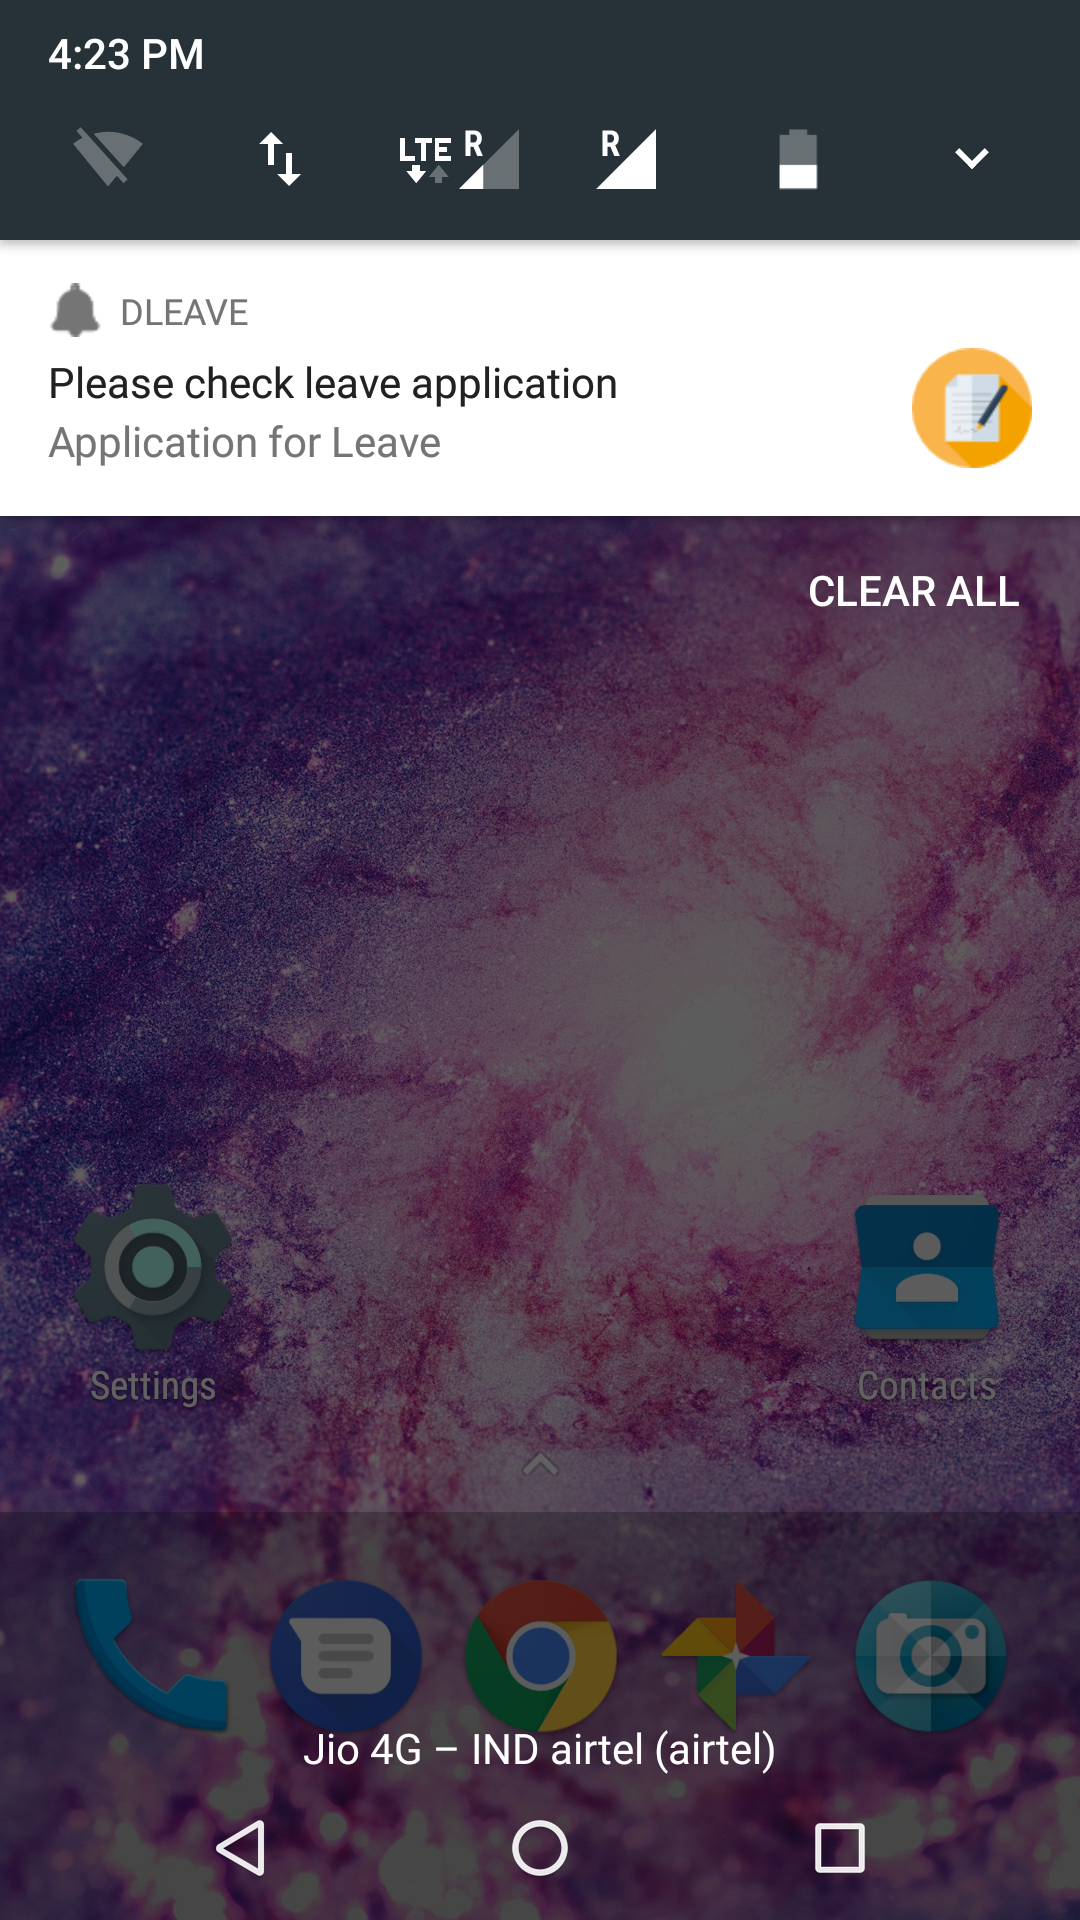 4:23 PM
LTE R R
DLEAVE
Please check leave application
Application for Leave
CLEAR ALL
Settings Contacts
Jio 4G – IND airtel (airtel)